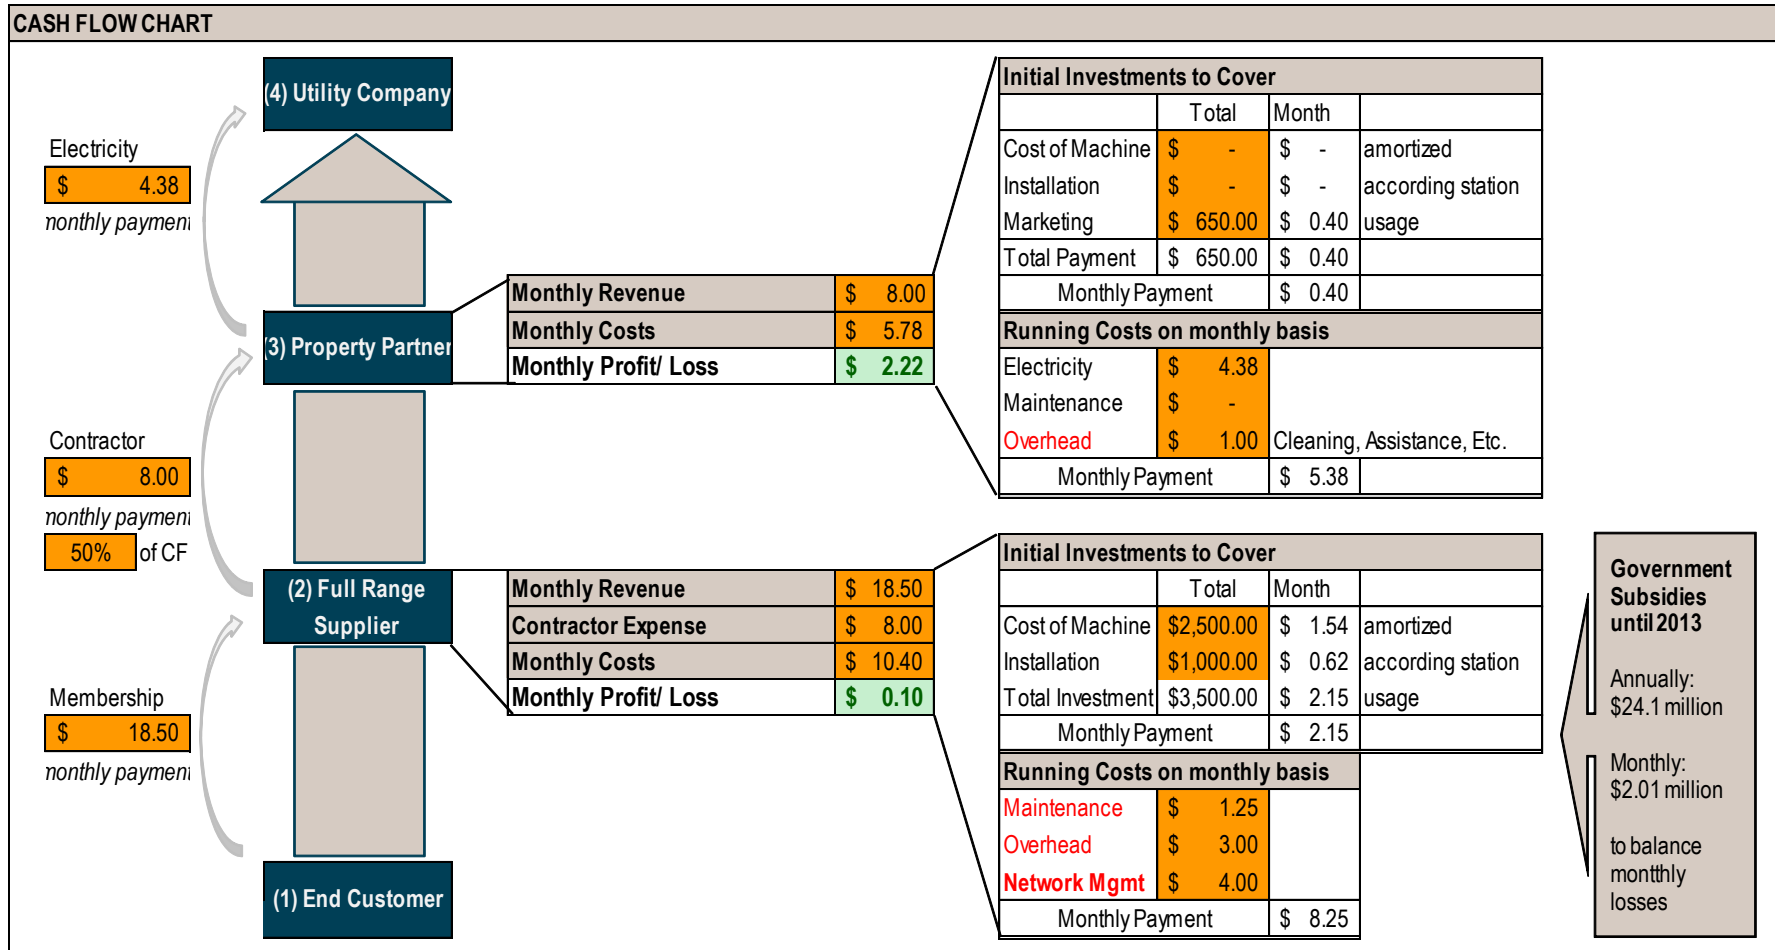 CASH FLOW CHART
(4) Utility Company
Electricity
$ 4.38
monthly payment
(3) Property Partner
Contractor
$ 8.00
monthly payment
50% of CF
(2) Full Range
Supplier
Membership
$ 18.50
monthly payment
(1) End Customer
Monthly Revenue $ 8.00
Monthly Costs $ 5.78
Monthly Profit/ Loss $ 2.22
Initial Investments to Cover
Total Month
Cost of Machine $ - $ - amortized
Installation $ - $ - according station
Marketing $ 650.00 $ 0.40 usage
Total Payment $ 650.00 $ 0.40
Monthly Payment $ 0.40
Running Costs on monthly basis
Electricity $ 4.38
Maintenance $ -
Overhead $ 1.00 Cleaning, Assistance, Etc.
Monthly Payment $ 5.38
Monthly Revenue $ 18.50
Contractor Expense $ 8.00
Monthly Costs $ 10.40
Monthly Profit/ Loss $ 0.10
Initial Investments to Cover
Total Month
Cost of Machine $2,500.00 $ 1.54 amortized
Installation $1,000.00 $ 0.62 according station
Total Investment $3,500.00 $ 2.15 usage
Monthly Payment $ 2.15
Running Costs on monthly basis
Maintenance $ 1.25
Overhead $ 3.00
Network Mgmt $ 4.00
Monthly Payment $ 8.25
Government
Subsidies
until 2013
Annually:
$24.1 million
Monthly:
$2.01 million
to balance
montthly
losses